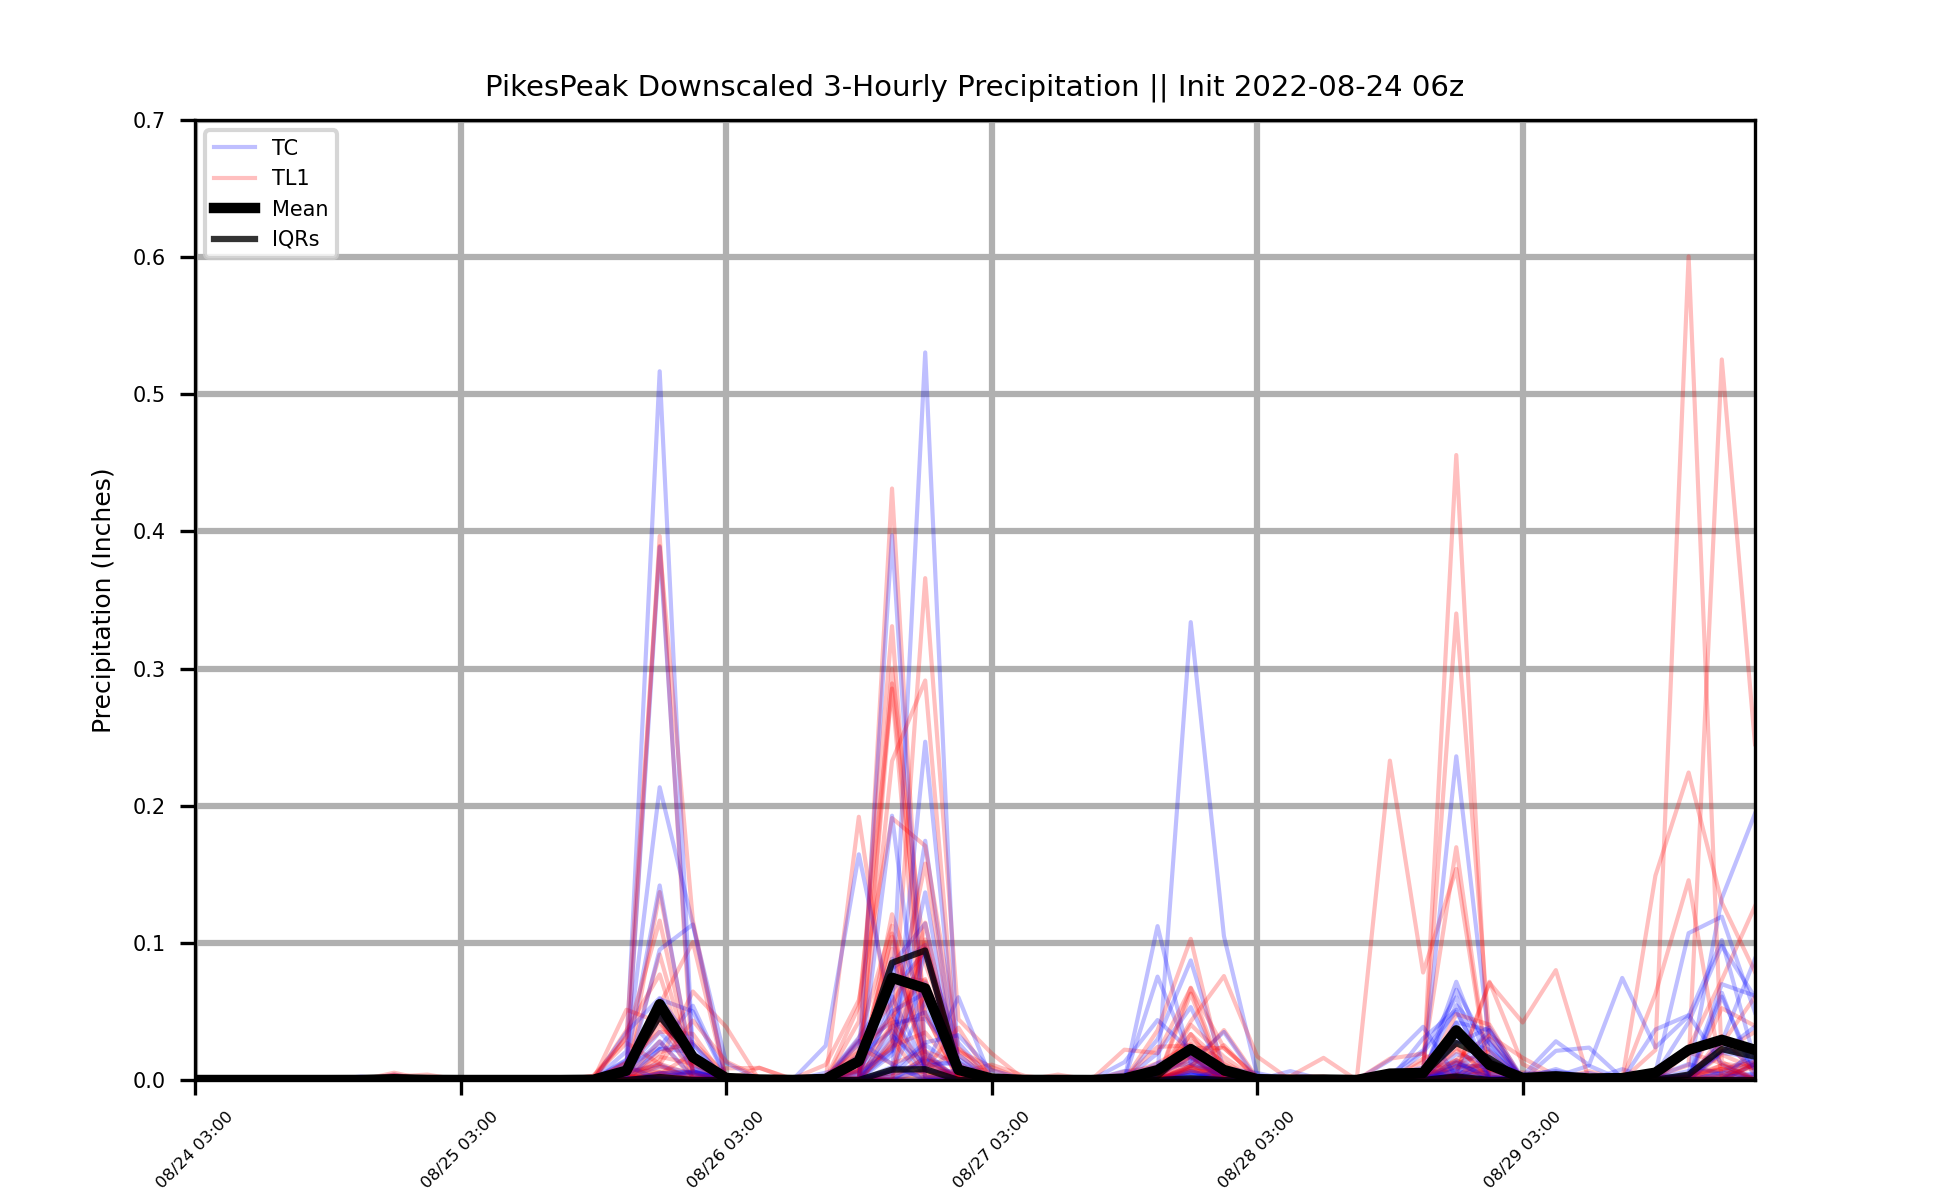 PikesPeak Downscaled 3-Hourly Precipitation || Init 2022-08-24 06z
TC
TL1
Mean
IQRs
Precipitation (Inches)
0.7
0.6
0.5
0.4
0.3
0.2
0.1
0.0
08/24 03:00
08/25 03:00
08/26 03:00
08/27 03:00
08/28 03:00
08/29 03:00